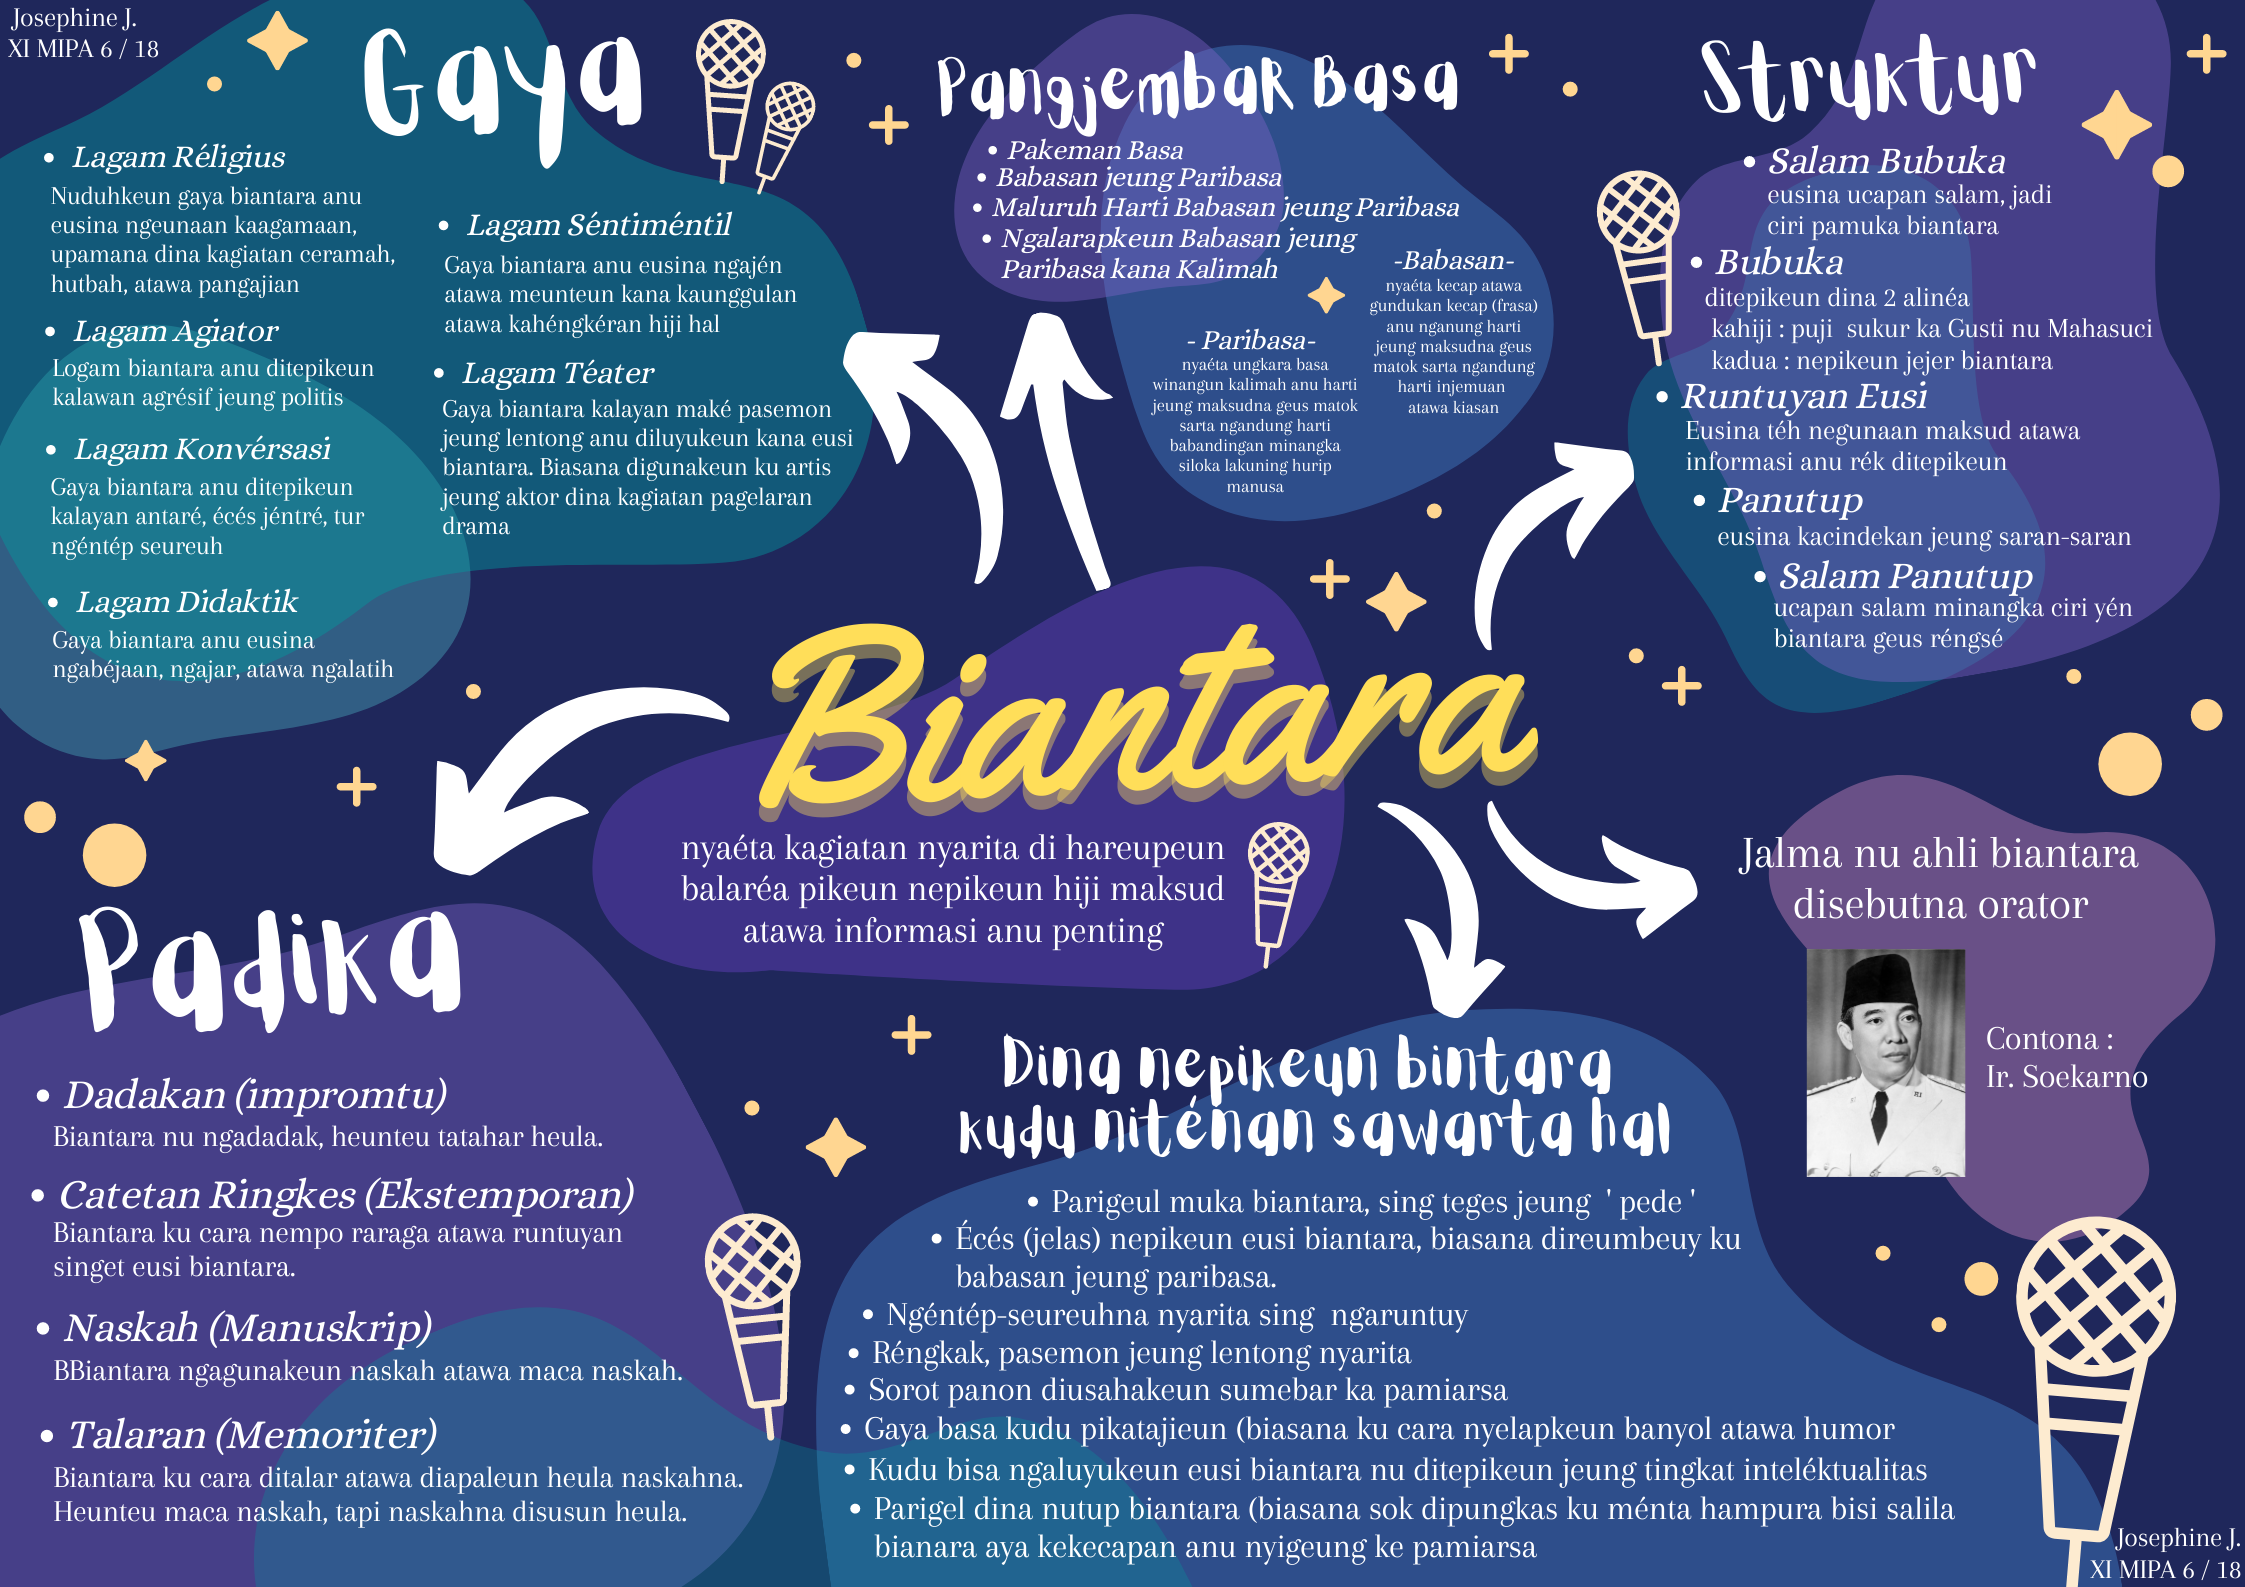 Josephine J.
XI MIPA 6 / 18
Gaya
Lagam Réligius
Nuduhkeun gaya biantara anu
eusina ngeunaan kaagamaan,
upamana dina kagiatan ceramah,
hutbah, atawa pangajian
Lagam Agiator
Logam biantara anu ditepikeun
kalawan agrésif jeung politis
Lagam Konvérsasi
Gaya biantara anu ditepikeun
kalayan antaré, écés jéntré, tur
ngéntép seureuh
Lagam Didaktik
Gaya biantara anu eusina
ngabéjaan, ngajar, atawa ngalatih
Lagam Séntiméntil
Gaya biantara anu eusina ngajén
atawa meunteun kana kaunggulan
atawa kahéngkéran hiji hal
Lagam Téater
Gaya biantara kalayan maké pasemon
jeung lentong anu diluyukeun kana eusi
biantara. Biasana digunakeun ku artis
jeung aktor dina kagiatan pagelaran
drama
Pangjembar Basa
Pakeman Basa
Babasan jeung Paribasa
Maluruh Harti Babasan jeung Paribasa
Ngalarapkeun Babasan jeung
Paribasa kana Kalimah
- Paribasa-
nyaéta ungkara basa
winangun kalimah anu harti
jeung maksudna geus matok
sarta ngandung harti
babandingan minangka
siloka lakuning hurip
manusa
-Babasan-
nyaéta kecap atawa
gundukan kecap (frasa)
anu nganung harti
jeung maksudna geus
matok sarta ngandung
harti injemuan
atawa kiasan
Struktur
Salam Bubuka
eusina ucapan salam, jadi
ciri pamuka biantara
Bubuka
ditepikeun dina 2 alinéa
kahiji : puji sukur ka Gusti nu Mahasuci
kadua : nepikeun jejer biantara
Runtuyan Eusi
Eusina téh negunaan maksud atawa
informasi anu rék ditepikeun
Panutup
eusina kacindekan jeung saran-saran
Salam Panutup
ucapan salam minangka ciri yén
biantara geus réngsé
Biantara
nyaéta kagiatan nyarita di hareupeun
balaréa pikeun nepikeun hiji maksud
atawa informasi anu penting
Jalma nu ahli biantara
disebutna orator
Contona :
Ir. Soekarno
Padika
Dadakan (impromtu)
Biantara nu ngadadak, heunteu tatahar heula.
Catetan Ringkes (Ekstemporan)
Biantara ku cara nempo raraga atawa runtuyan
singet eusi biantara.
Naskah (Manuskrip)
BBiantara ngagunakeun naskah atawa maca naskah.
Talaran (Memoriter)
Biantara ku cara ditalar atawa diapaleun heula naskahna.
Heunteu maca naskah, tapi naskahna disusun heula.
Dina nepikeun bintara
kudu niténan sawarta hal
Parigeul muka biantara, sing teges jeung ' pede '
Écés (jelas) nepikeun eusi biantara, biasana direumbeuy ku
babasan jeung paribasa.
Ngéntép-seureuhna nyarita sing ngaruntuy
Réngkak, pasemon jeung lentong nyarita
Sorot panon diusahakeun sumebar ka pamiarsa
Gaya basa kudu pikatajieun (biasana ku cara nyelapkeun banyol atawa humor
Kudu bisa ngaluyukeun eusi biantara nu ditepikeun jeung tingkat inteléktualitas
Parigel dina nutup biantara (biasana sok dipungkas ku ménta hampura bisi salila
bianara aya kekecapan anu nyigeung ke pamiarsa
Josephine J.
XI MIPA 6 / 18